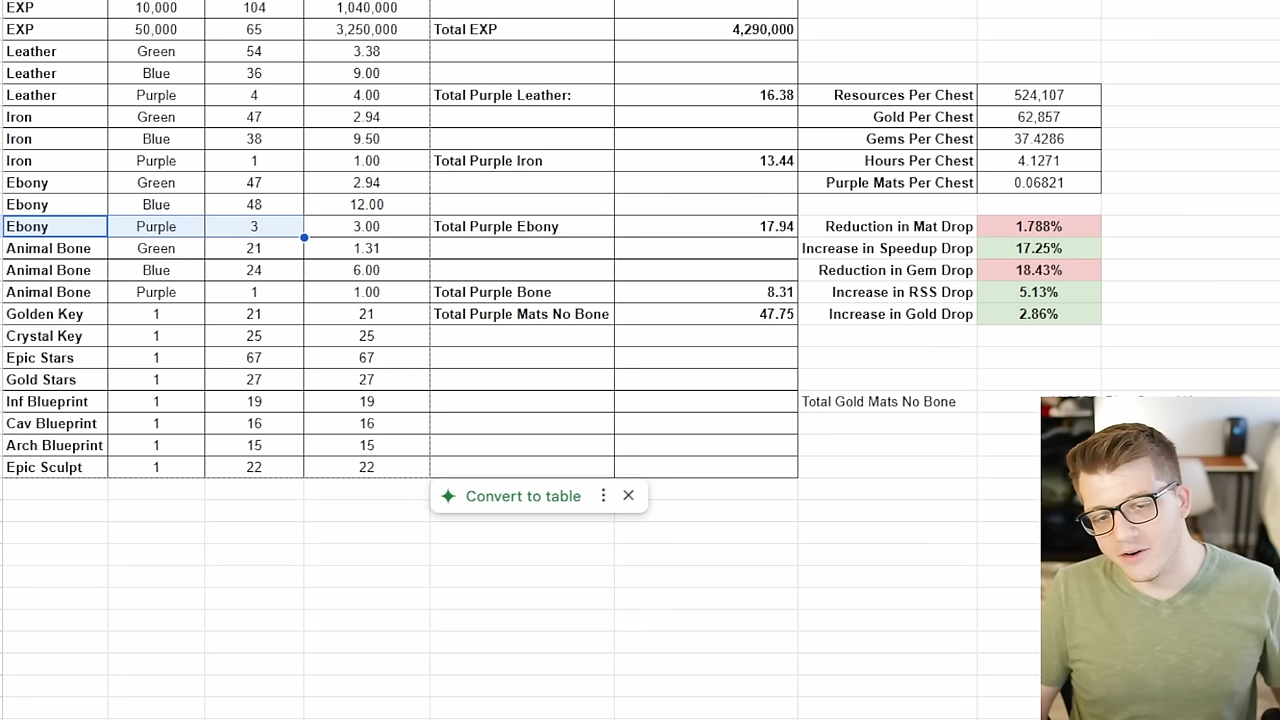 EXP 10,000 104 1,040,000
EXP 50,000 65 3,250,000 Total EXP 4,290,000
Leather Green 54 3.38
Leather Blue 36 9.00
Leather Purple 4 4.00 Total Purple Leather: 16.38 Resources Per Chest 524,107
Iron Green 47 2.94 Gold Per Chest 62,857
Iron Blue 38 9.50 Gems Per Chest 37.4286
Iron Purple 1 1.00 Total Purple Iron 13.44 Hours Per Chest 4.1271
Ebony Green 47 2.94 Purple Mats Per Chest 0.06821
Ebony Blue 48 12.00
Ebony Purple 3 3.00 Total Purple Ebony 17.94 Reduction in Mat Drop 1.788%
Animal Bone Green 21 1.31 Increase in Speedup Drop 17.25%
Animal Bone Blue 24 6.00 Reduction in Gem Drop 18.43%
Animal Bone Purple 1 1.00 Total Purple Bone 8.31 Increase in RSS Drop 5.13%
Golden Key 1 21 21 Total Purple Mats No Bone 47.75 Increase in Gold Drop 2.86%
Crystal Key 1 25 25
Epic Stars 1 67 67
Gold Stars 1 27 27
Inf Blueprint 1 19 19 Total Gold Mats No Bone
Cav Blueprint 1 16 16
Arch Blueprint 1 15 15
Epic Sculpt 1 22 22
Convert to table